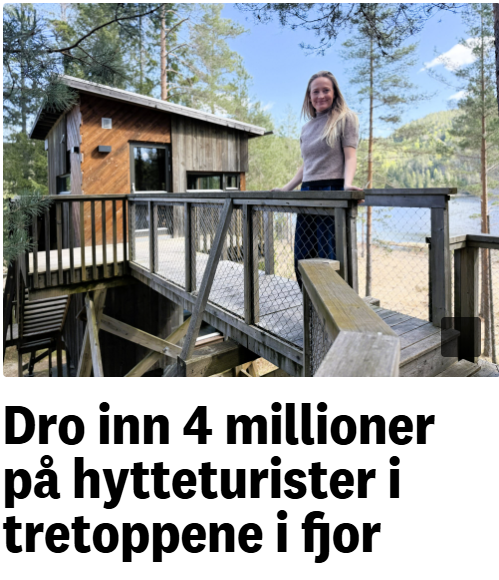 Dro inn 4 millioner
på hytteturister i
tretoppene i fjor